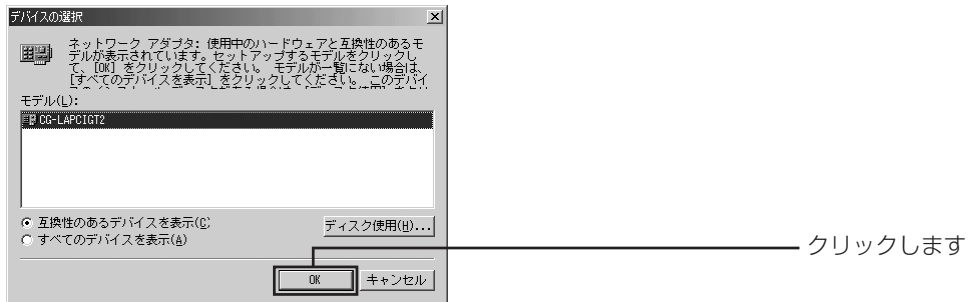 デバイスの選択
ネットワーク アダプタ: 使用中のハードウェアと互換性のあるモ
デルが表示されています。セットアップするモデルをクリックし
て、[OK] をクリックしてください。 モデルが一覧にない場合は、
[すべてのデバイスを表示] をクリックしてください。 このデバイ
モデル(L):
CG-LAPCIGT2
互換性のあるデバイスを表示(C)
ディスク使用(H)...
すべてのデバイスを表示(A)
クリックします
OK
キャンセル